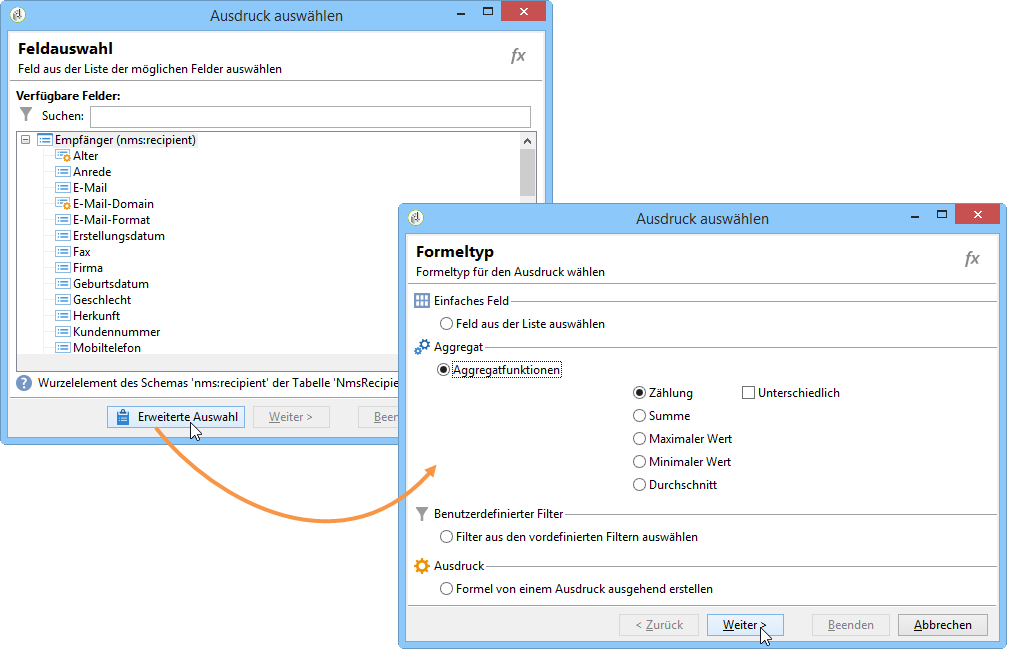 Ausdruck auswählen
Feldauswahl
fx
Feld aus der Liste der möglichen Felder auswählen
Verfügbare Felder:
Suchen:
Empfänger (nms:recipient)
Alter
Anrede
E-Mail
E-Mail-Domain
E-Mail-Format
Erstellungsdatum
Fax
Firma
Geburtsdatum
Geschlecht
Herkunft
Kundennummer
Mobiltelefon
Wurzelelement des Schemas 'nms:recipient' der Tabelle 'NmsRecipie
Erweiterte Auswahl
Weiter >
Been
Ausdruck auswählen
Formeltyp
fx
Formeltyp für den Ausdruck wählen
Einfaches Feld
Feld aus der Liste auswählen
Aggregat
Aggregatfunktionen
Zählung
Unterschiedlich
Summe
Maximaler Wert
Minimaler Wert
Durchschnitt
Benutzerdefinierter Filter
Filter aus den vordefinierten Filtern auswählen
Ausdruck
Formel von einem Ausdruck ausgehend erstellen
< Zurück
Weiter >
Beenden
Abbrechen